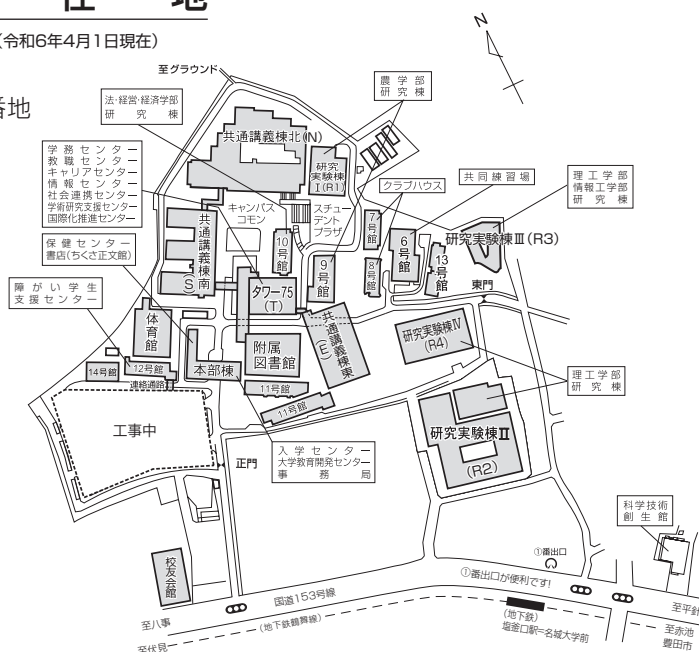 在地
(令和6年4月1日現在)
番地
N
至グラウンド
法・経営・経済学部
研究棟
農学部
研究棟
学務センター
教職センター
キャリアセンター
情報センター
社会連携センター
学術研究支援センター
国際化推進センター
共通講義棟北(N)
研究
実験棟
I(R1)
クラブハウス
共同練習場
理工学部
情報工学部
研究棟
キャンパス
コモン
スチュー
デント
プラザ
共通講義棟南
(S)
10号館
7号館
6号館
研究実験棟Ⅲ(R3)
保健センター
書店(ちくさ正文館)
タワー75
(T)
9号館
8号館
13号館
東門
障がい学生
支援センター
体育館
共通講義棟東
(E)
研究実験棟Ⅳ
(R4)
附属
図書館
本部棟
14号館
12号館
連絡通路
11号館
11号館
理工学部
研究棟
工事中
正門
入学センター
大学教育開発センター
事務局
研究実験棟Ⅱ
(R2)
科学技術
創生館
①番出口
校友会館
①番出口が便利です!
国道153号線
至八事
(地下鉄鶴舞線)
至伏見
(地下鉄)
塩釜口駅=名城大学前
至平針
至赤池
豊田市